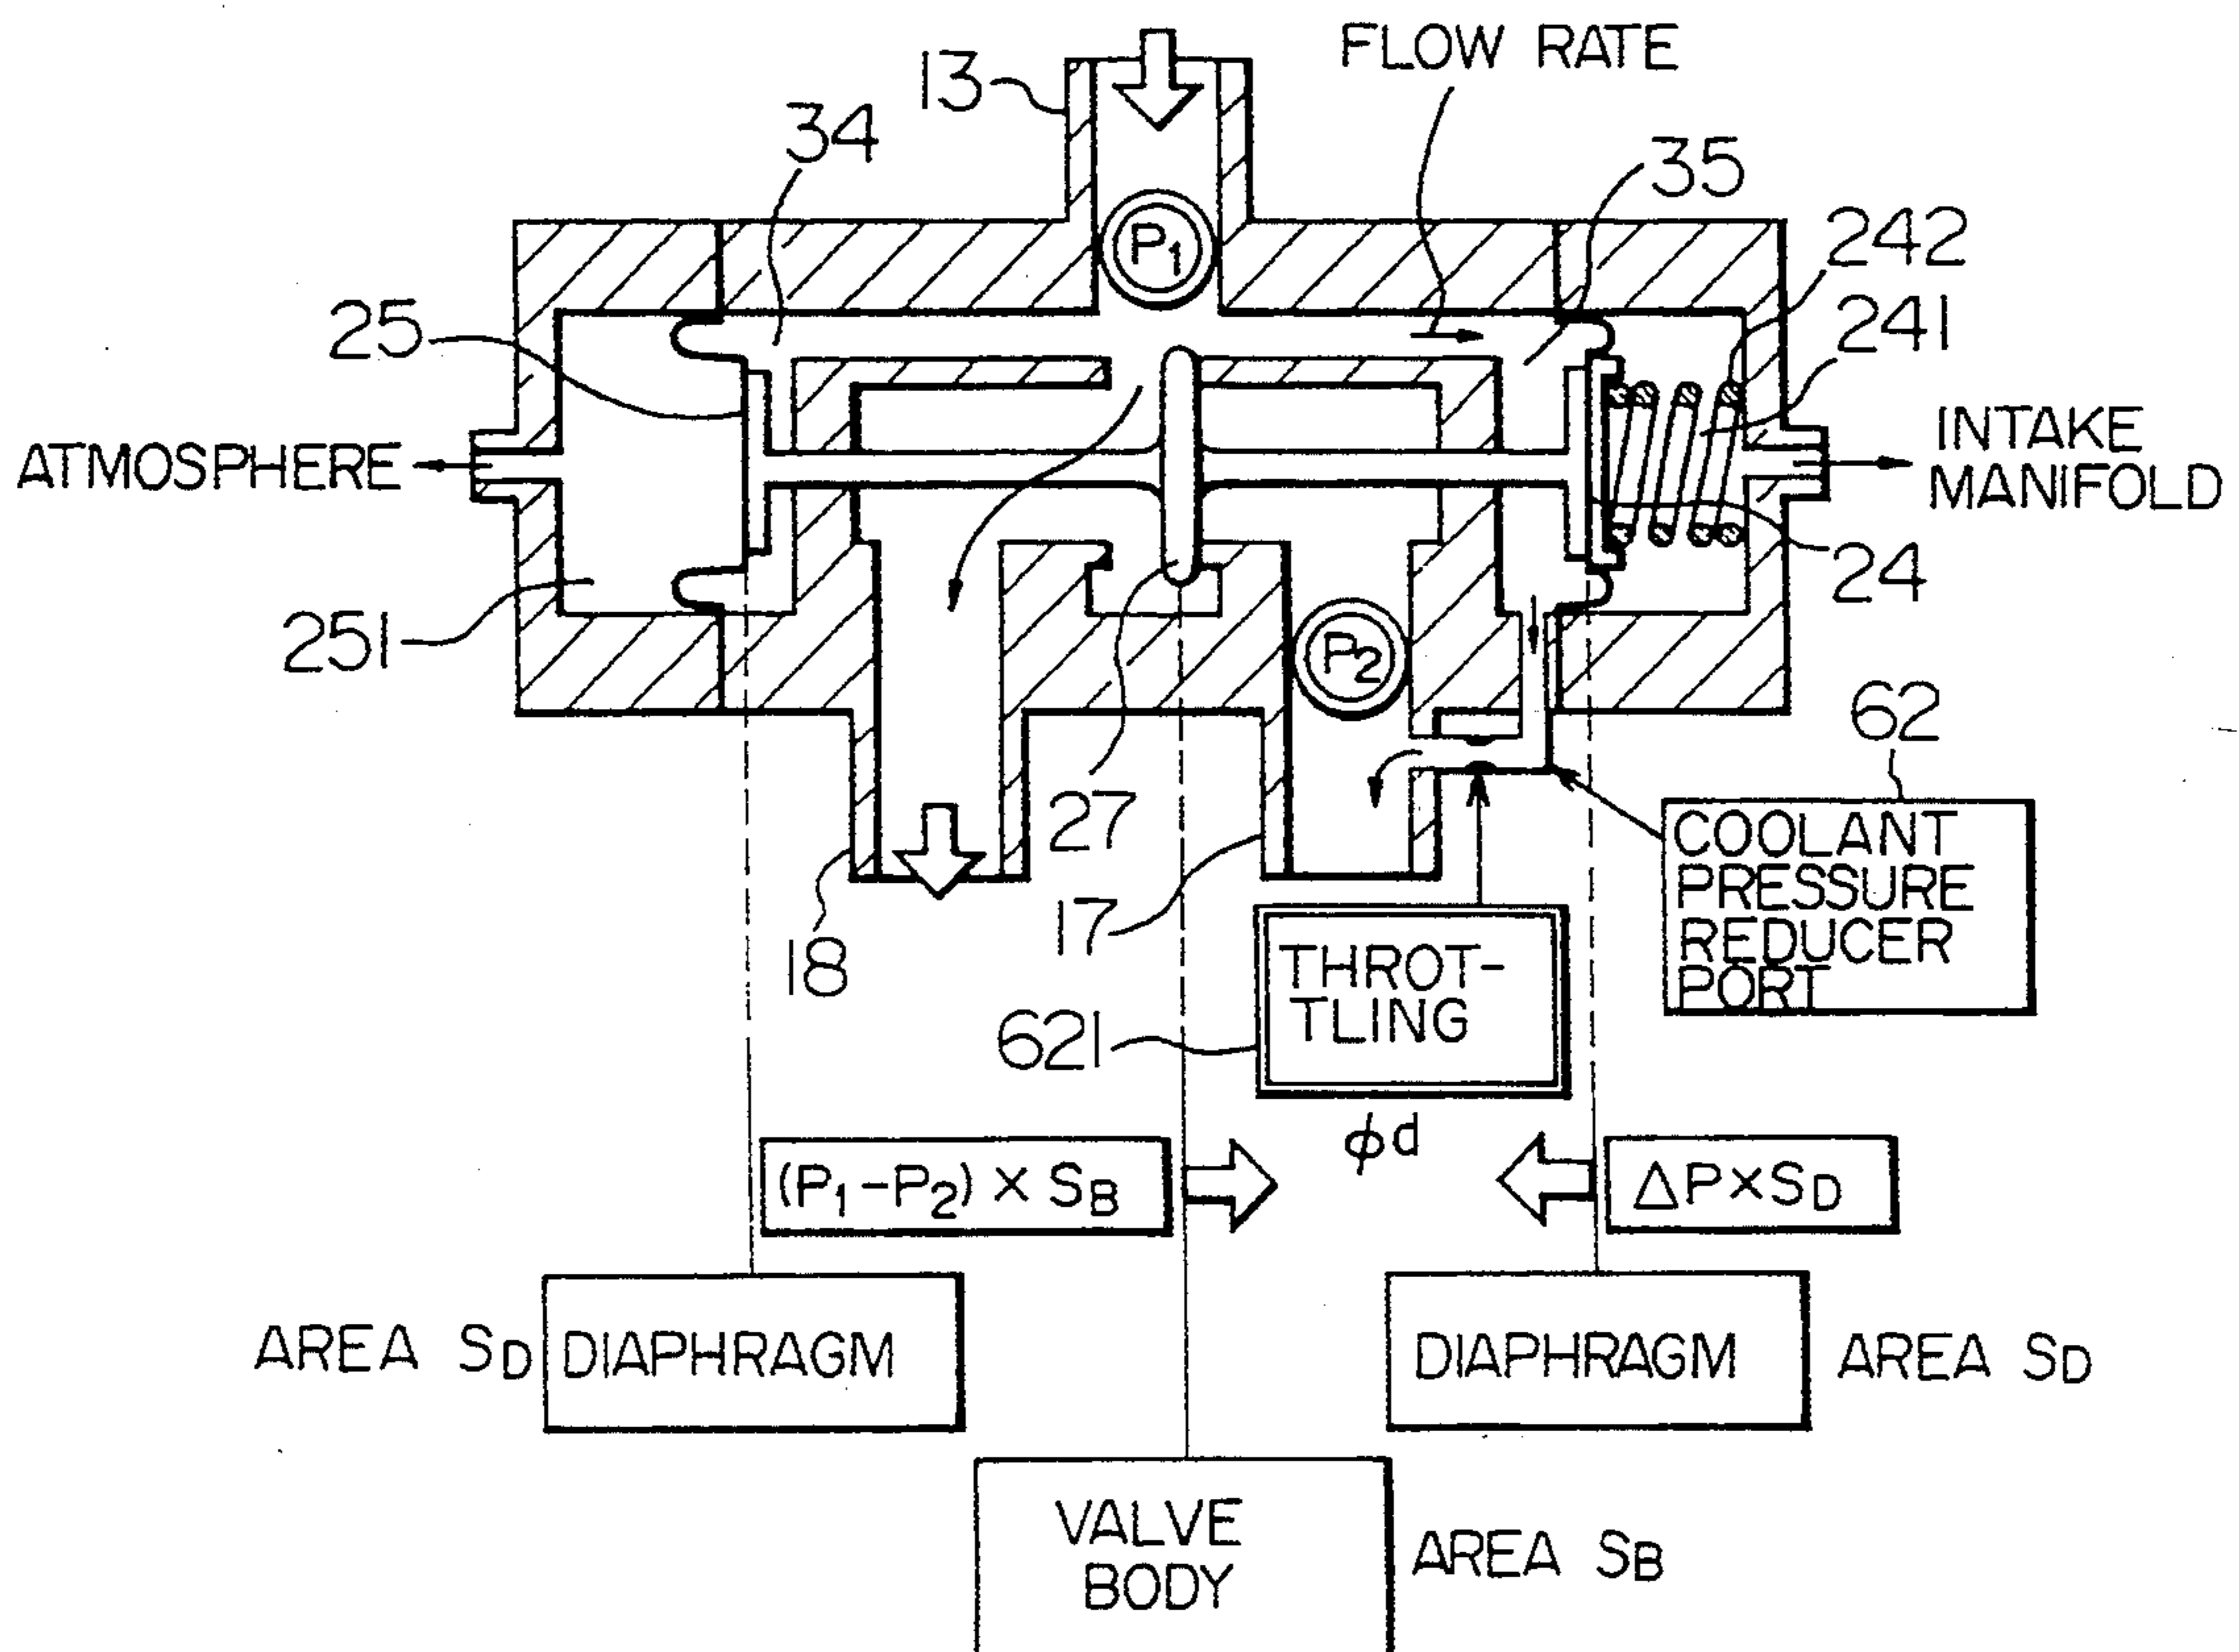 FLOW RATE
13
34
35
P1
242
25
241
ATMOSPHERE
INTAKE
MANIFOLD
24
251
P2
62
27
COOLANT
PRESSURE
REDUCER
PORT
17
18
THROT-
TLING
621
φd
(P1-P2) × SB
ΔP×SD
AREA SD
DIAPHRAGM
DIAPHRAGM
AREA SD
VALVE
BODY
AREA SB